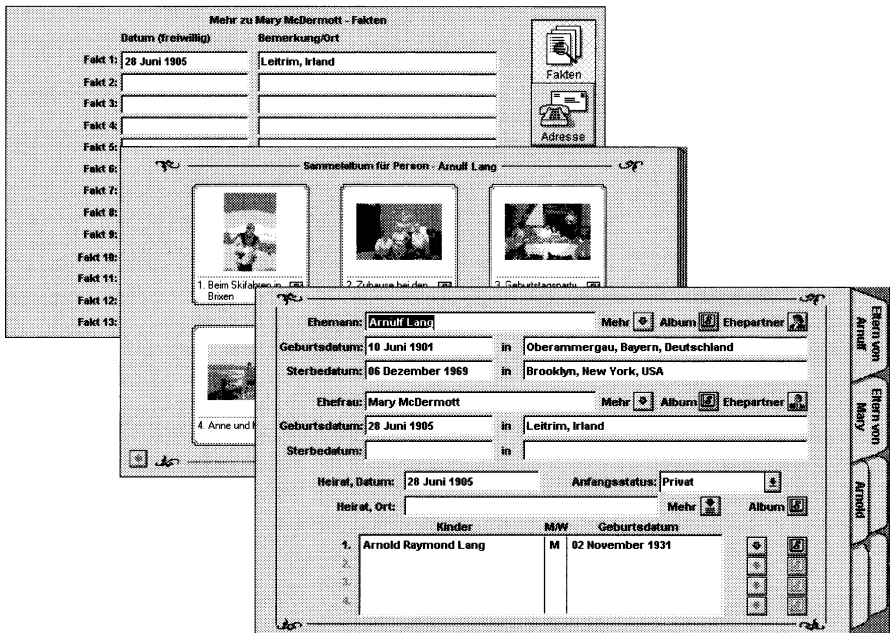 Mehr zu Mary McDermott - Fakten
Datum (freiwillig) Bemerkung/Ort
Fakt 1: 28 Juni 1905 Leitrim, Irland
Fakt 2:
Fakt 3:
Fakt 4:
Fakt 5:
Fakt 6:
Fakt 7:
Fakt 8:
Fakt 9:
Fakt 10:
Fakt 11:
Fakt 12:
Fakt 13:
Fakten
Adresse
Sammelalbum für Person - Arnulf Lang
1. Beim Skifahren in
Brixen
2. Zuhause bei den
3. Geburtstagsparty
4. Anne und
Ehemann: Arnulf Lang Mehr Album Ehepartner
Geburtsdatum: 10 Juni 1901 in Oberammergau, Bayern, Deutschland
Sterbedatum: 06 Dezember 1969 in Brooklyn, New York, USA
Ehefrau: Mary McDermott Mehr Album Ehepartner
Geburtsdatum: 28 Juni 1905 in Leitrim, Irland
Sterbedatum: in
Heirat, Datum: 28 Juni 1905 Anfangsstatus: Privat
Heirat, Ort: Mehr Album
Kinder M/W Geburtsdatum
1. Arnold Raymond Lang M 02 November 1931
2.
3.
4.
Eltern von
Arnulf
Eltern von
Mary
Arnold